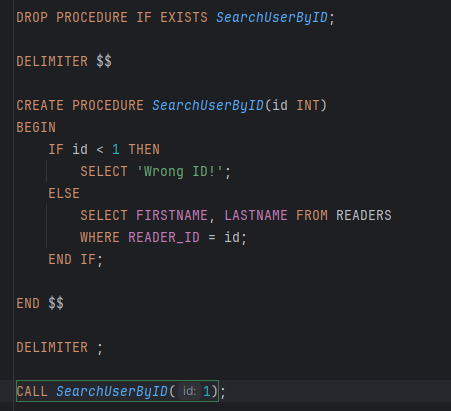 DROP PROCEDURE IF EXISTS SearchUserByID;
DELIMITER $$
CREATE PROCEDURE SearchUserByID(id INT)
BEGIN
IF id < 1 THEN
SELECT 'Wrong ID!';
ELSE
SELECT FIRSTNAME, LASTNAME FROM READERS
WHERE READER_ID = id;
END IF;
END $$
DELIMITER ;
CALL SearchUserByID( id: 1);